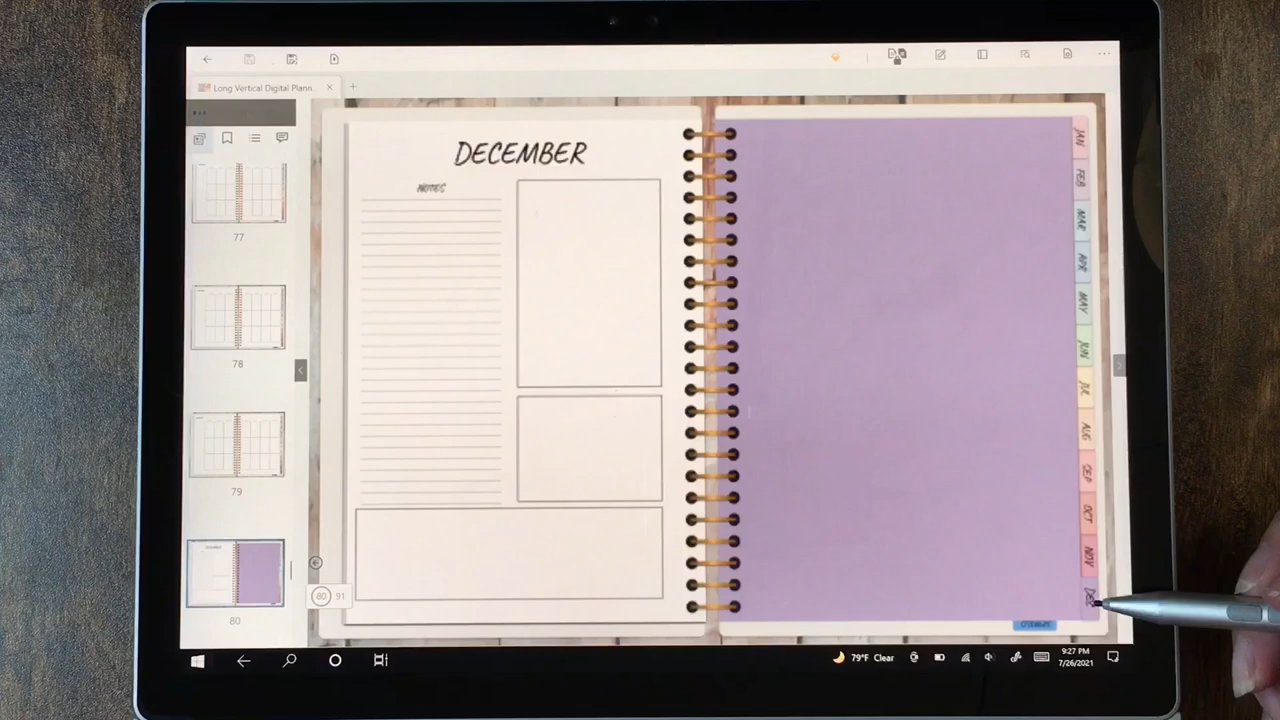 Long Vertical Digital Plann...
77
78
79
80
DECEMBER
NOTES
80 91
JAN
FEB
MAR
APR
MAY
JUN
JUL
AUG
SEP
OCT
NOV
DEC
79°F Clear
9:27 PM
7/26/2021